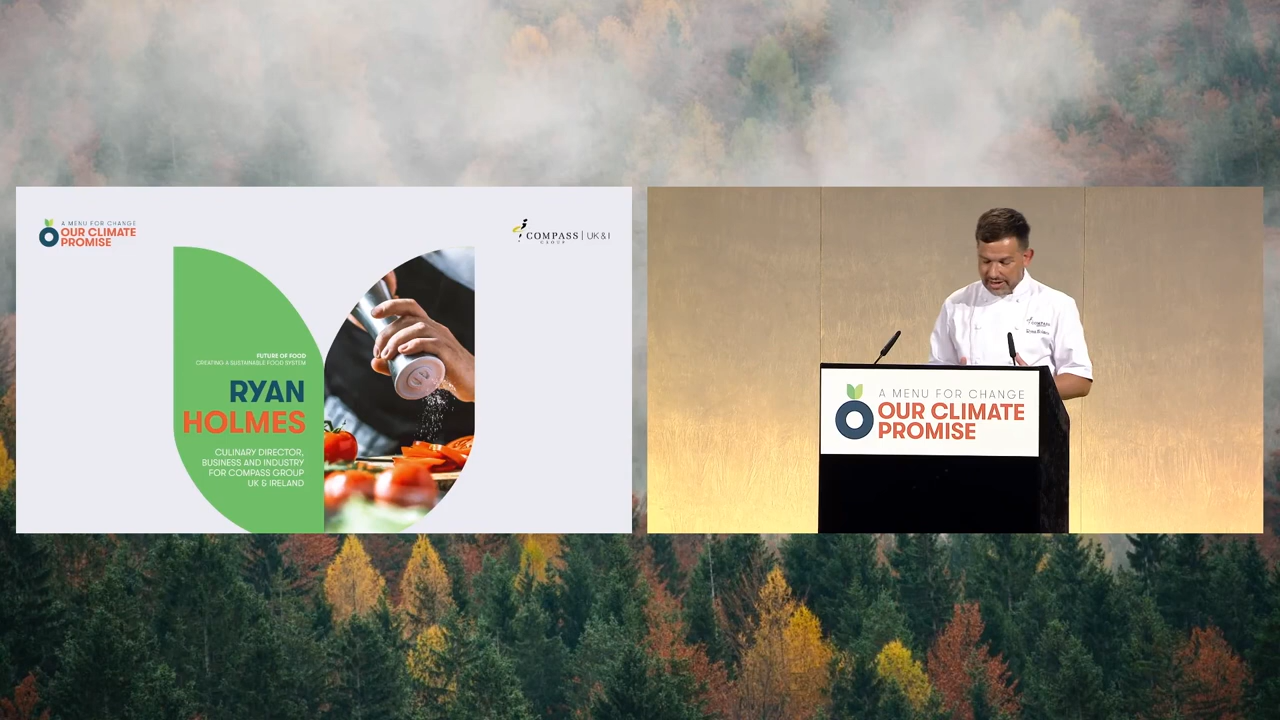 A MENU FOR CHANGE
OUR CLIMATE
PROMISE
COMPASS
GROUP
UK & I
FUTURE OF FOOD
CREATING A SUSTAINABLE FOOD SYSTEM
RYAN
HOLMES
CULINARY DIRECTOR,
BUSINESS AND INDUSTRY
FOR COMPASS GROUP
UK & IRELAND
COMPASS
A MENU FOR CHANGE
OUR CLIMATE
PROMISE